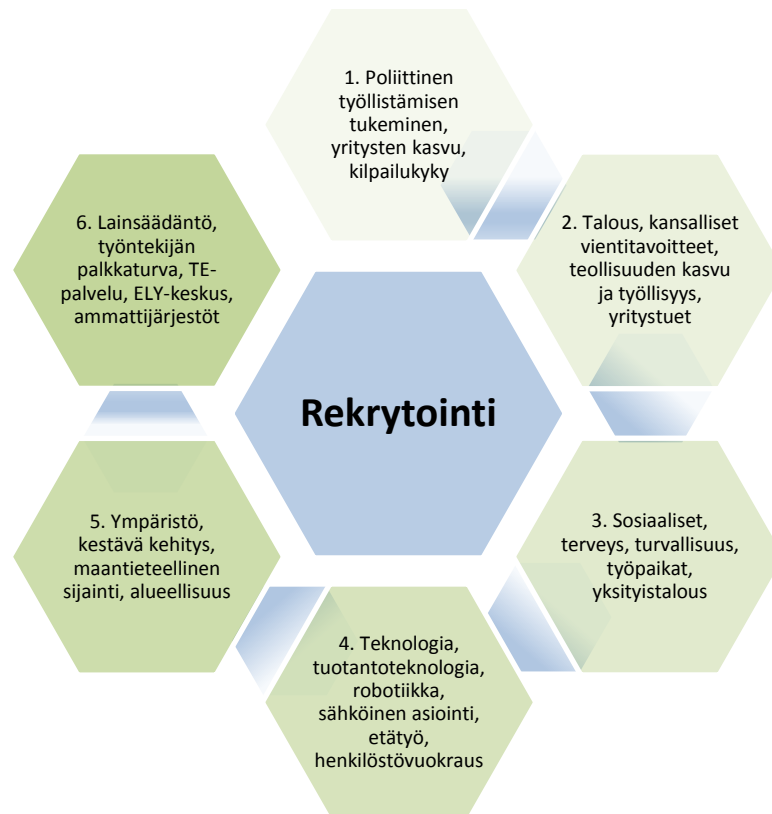 1. Poliittinen
työllistämisen
tukeminen,
yritysten kasvu,
kilpailukyky
2. Talous, kansalliset
vientitavoitteet,
teollisuuden kasvu
ja työllisyys,
yritystuet
3. Sosiaaliset,
terveys, turvallisuus,
työpaikat,
yksityistalous
4. Teknologia,
tuotantoteknologia,
robotiikka,
sähköinen asiointi,
etätyö,
henkilöstövuokraus
5. Ympäristö,
kestävä kehitys,
maantieteellinen
sijainti, alueellisuus
6. Lainsäädäntö,
työntekijän
palkkaturva, TE-
palvelu, ELY-keskus,
ammattijärjestöt
Rekrytointi